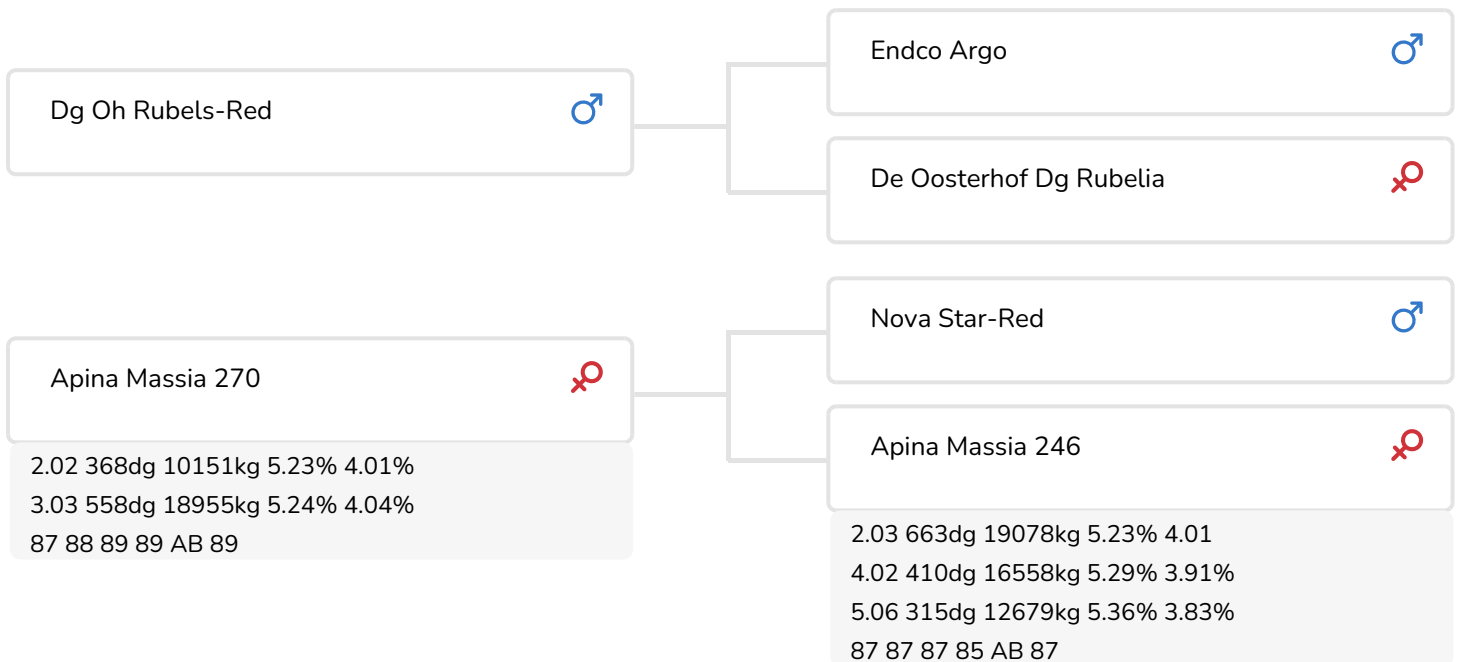 Dg Oh Rubels-Red
Endco Argo
De Oosterhof Dg Rubelia
Apina Massia 270
2.02 368dg 10151kg 5.23% 4.01%
3.03 558dg 18955kg 5.24% 4.04%
87 88 89 89 AB 89
Nova Star-Red
Apina Massia 246
2.03 663dg 19078kg 5.23% 4.01
4.02 410dg 16558kg 5.29% 3.91%
5.06 315dg 12679kg 5.36% 3.83%
87 87 87 85 AB 87